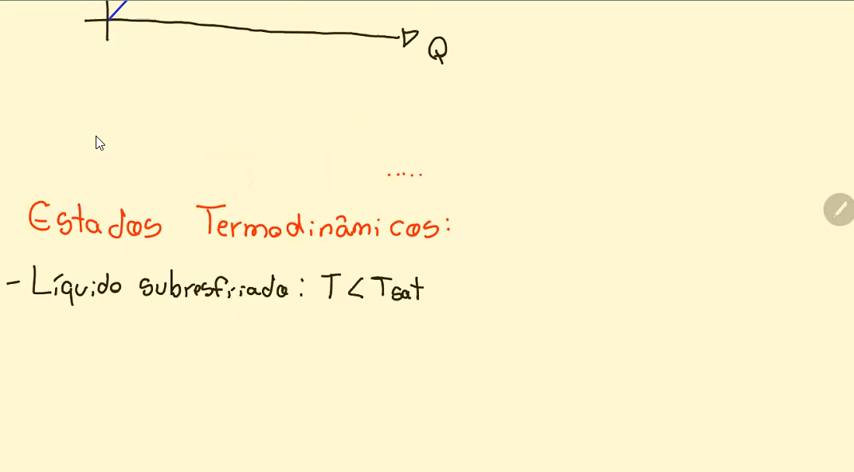 Q
.....
Estados Termodinâmicos:
- Líquido subresfriado: T < Tsat